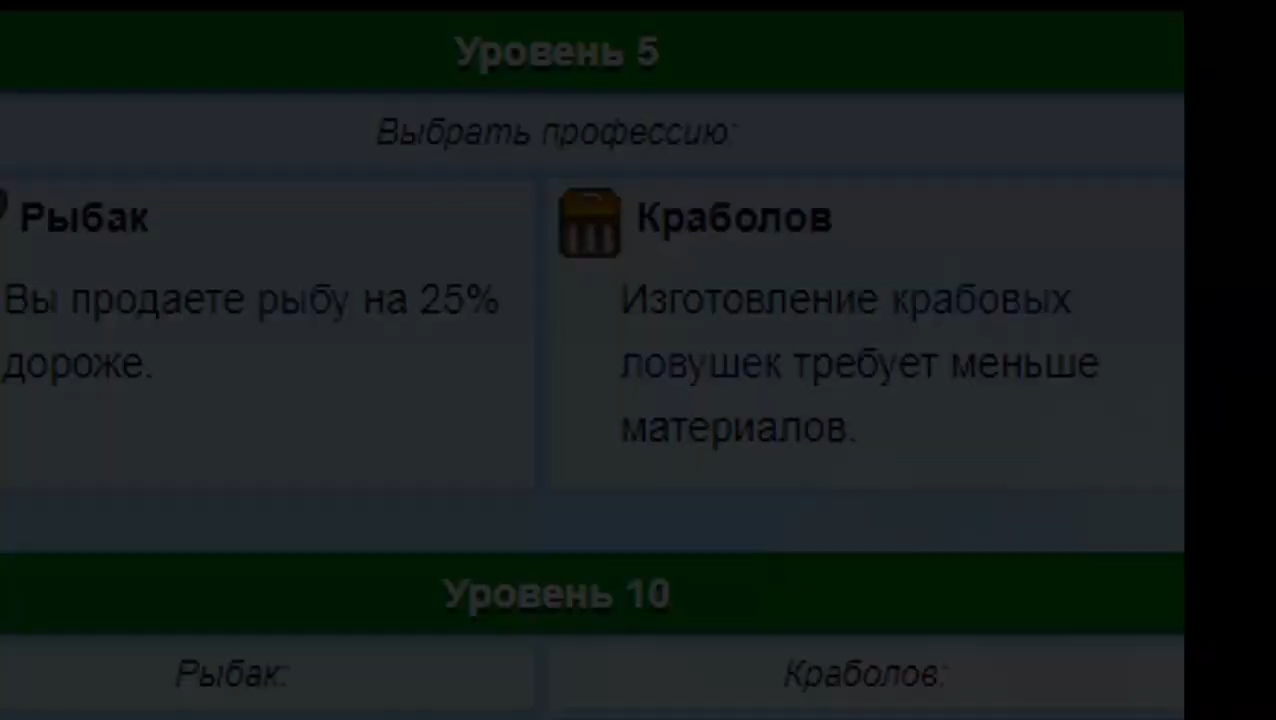 Уровень 5
Выбрать профессию:
Рыбак
Вы продаете рыбу на 25%
дороже.
Краболов
Изготовление крабовых
ловушек требует меньше
материалов.
Уровень 10
Рыбак:
Краболов: